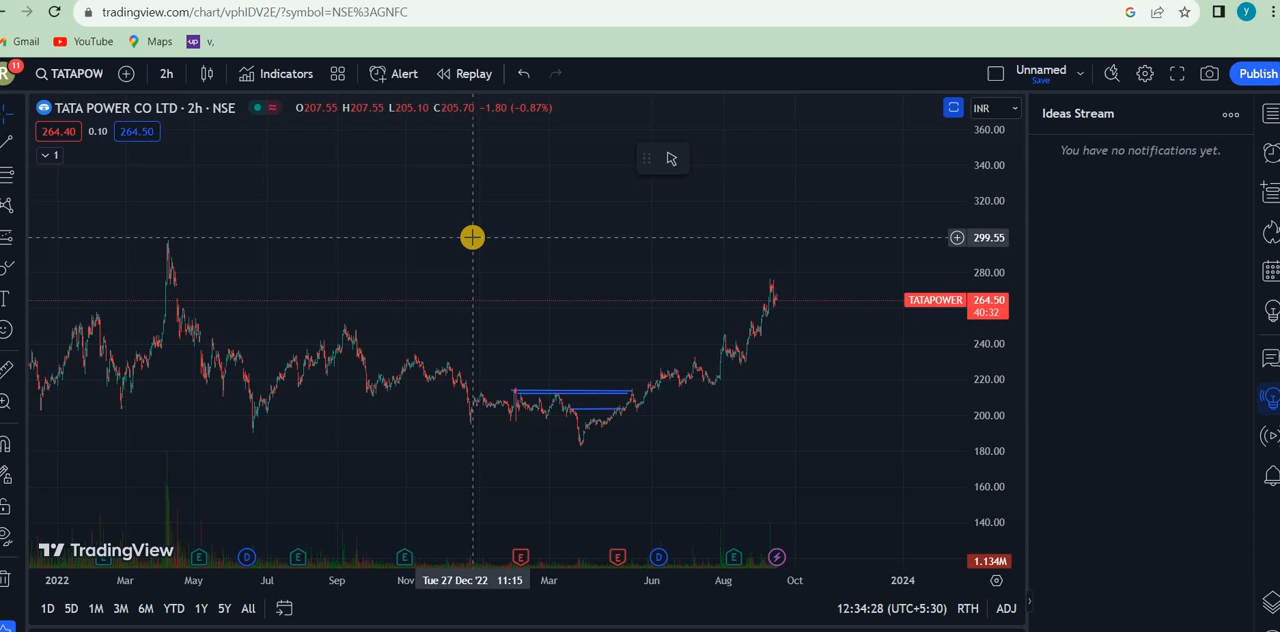 tradingview.com/chart/vphIDV2E/?symbol=NSE%3AGNFC
y
Gmail YouTube Maps up v,
R 11 TATAPOW 2h Indicators Alert Replay Unnamed Save Publish
TATA POWER CO LTD · 2h · NSE O207.55 H207.55 L205.10 C205.70 −1.80 (−0.87%) INR
264.40 0.10 264.50
1
Ideas Stream
You have no notifications yet.
360.00
340.00
320.00
299.55
280.00
TATAPOWER 264.50
40:32
240.00
220.00
200.00
180.00
160.00
140.00
TradingView
E E D E E E E D E
1.134M
2022 Mar May Jul Sep Nov Tue 27 Dec '22 11:15 Mar Jun Aug Oct 2024
1D 5D 1M 3M 6M YTD 1Y 5Y All 12:34:28 (UTC+5:30) RTH ADJ